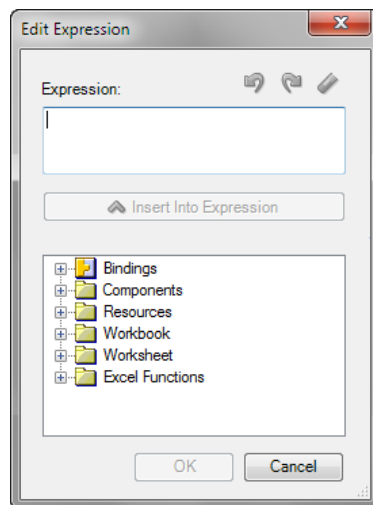 Edit Expression
Expression:
Insert Into Expression
Bindings
Components
Resources
Workbook
Worksheet
Excel Functions
OK
Cancel